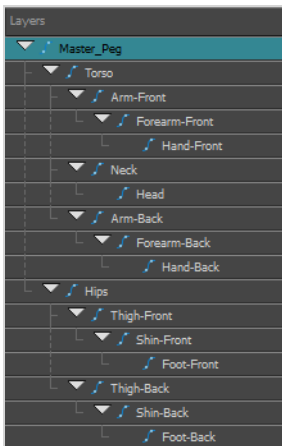 Layers
Master_Peg
Torso
Arm-Front
Forearm-Front
Hand-Front
Neck
Head
Arm-Back
Forearm-Back
Hand-Back
Hips
Thigh-Front
Shin-Front
Foot-Front
Thigh-Back
Shin-Back
Foot-Back